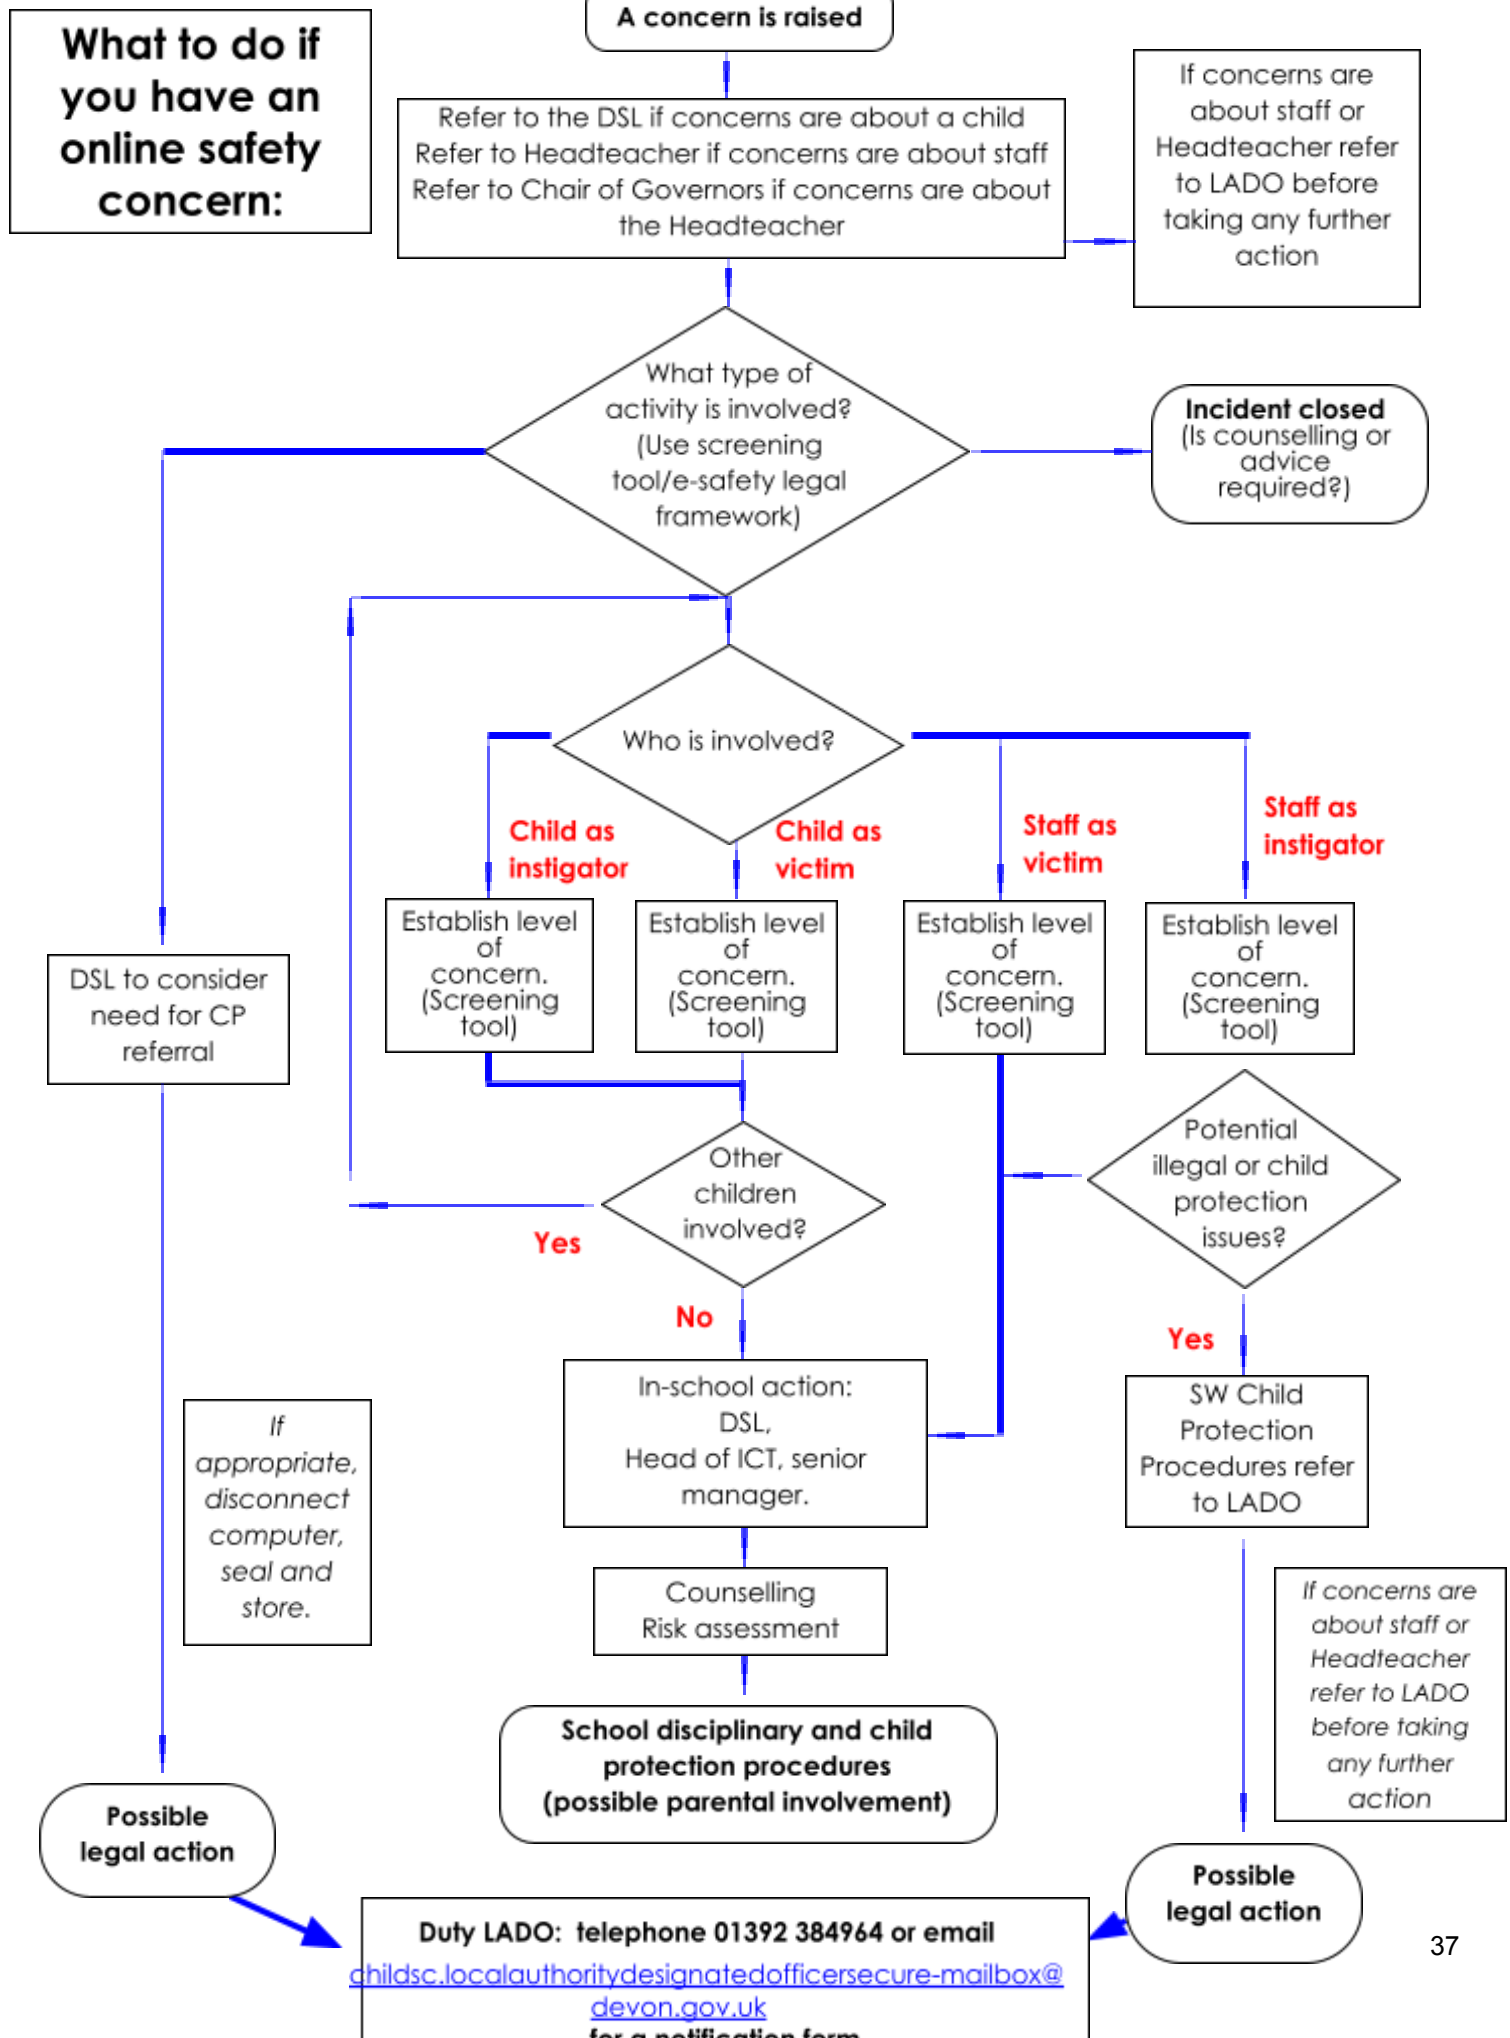 What to do if
you have an
online safety
concern:
A concern is raised
Refer to the DSL if concerns are about a child
Refer to Headteacher if concerns are about staff
Refer to Chair of Governors if concerns are about
the Headteacher
If concerns are
about staff or
Headteacher refer
to LADO before
taking any further
action
What type of
activity is involved?
(Use screening
tool/e-safety legal
framework)
Incident closed
(Is counselling or
advice
required?)
Who is involved?
Child as
instigator
Child as
victim
Staff as
victim
Staff as
instigator
Establish level
of
concern.
(Screening
tool)
Establish level
of
concern.
(Screening
tool)
Establish level
of
concern.
(Screening
tool)
Establish level
of
concern.
(Screening
tool)
DSL to consider
need for CP
referral
Other
children
involved?
Yes
No
Potential
illegal or child
protection
issues?
Yes
In-school action:
DSL,
Head of ICT, senior
manager.
SW Child
Protection
Procedures refer
to LADO
If
appropriate,
disconnect
computer,
seal and
store.
Counselling
Risk assessment
If concerns are
about staff or
Headteacher
refer to LADO
before taking
any further
action
School disciplinary and child
protection procedures
(possible parental involvement)
Possible
legal action
Possible
legal action
Duty LADO: telephone 01392 384964 or email
childsc.localauthoritydesignatedofficersecure-mailbox@
devon.gov.uk
for a notification form
37